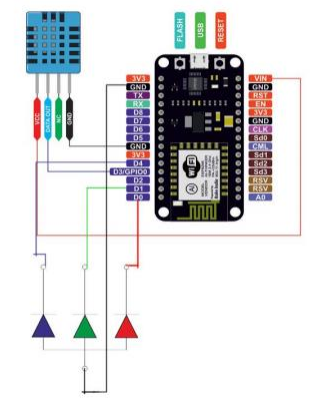 FLASH
USB
RESET
VCC
DATA OUT
NC
GND
3V3
GND
TX
RX
D8
D7
D6
D5
GND
3V3
D4
D3/GPIO0
D2
D1
D0
VIN
GND
RST
EN
3V3
GND
CLK
Sd0
CML
Sd1
Sd2
Sd3
RSV
RSV
A0
WiFi